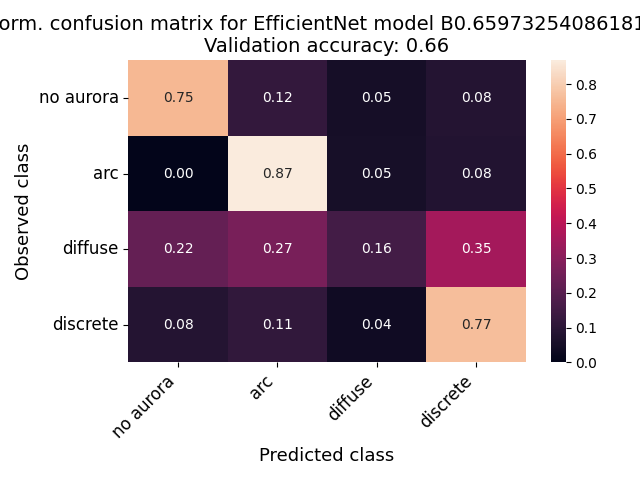 orm. confusion matrix for EfficientNet model B0.65973254086181
Validation accuracy: 0.66
Observed class
no aurora
arc
diffuse
discrete
0.75 0.12 0.05 0.08
0.00 0.87 0.05 0.08
0.22 0.27 0.16 0.35
0.08 0.11 0.04 0.77
no aurora
arc
diffuse
discrete
Predicted class
0.8
0.7
0.6
0.5
0.4
0.3
0.2
0.1
0.0